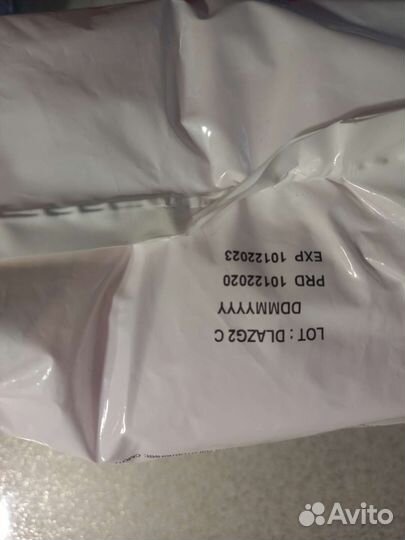 LOT : DLAZG2 C
DDMMYYYY
PRD 10122020
EXP 10122023
Avito